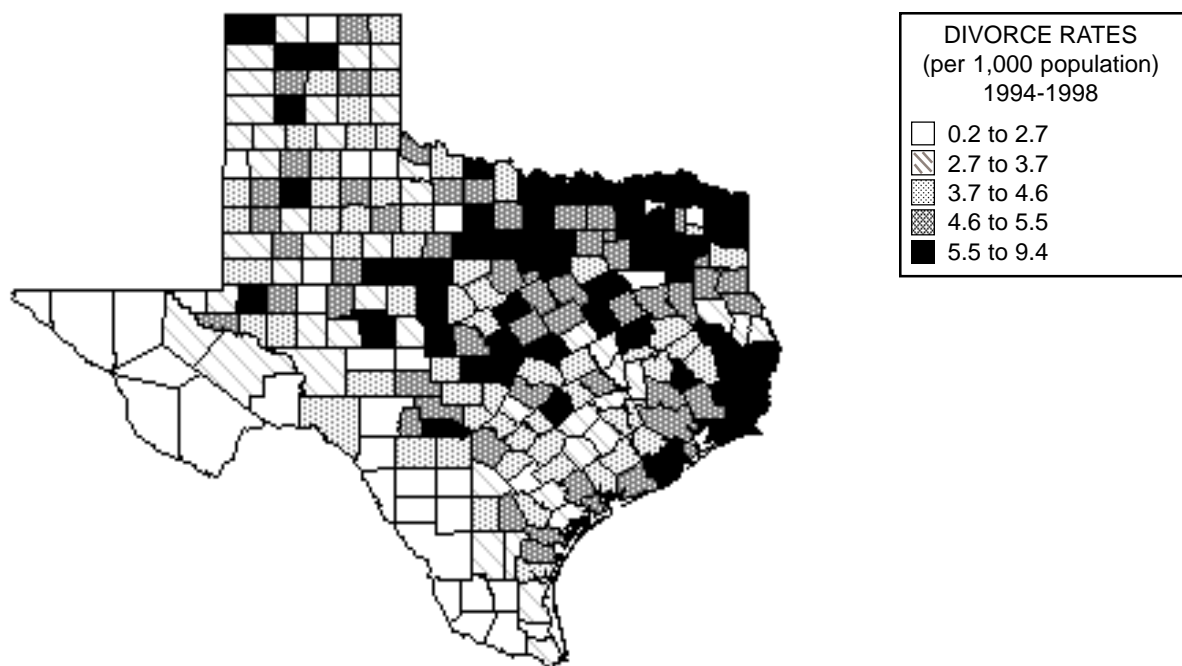 DIVORCE RATES
(per 1,000 population)
1994-1998
0.2 to 2.7
2.7 to 3.7
3.7 to 4.6
4.6 to 5.5
5.5 to 9.4